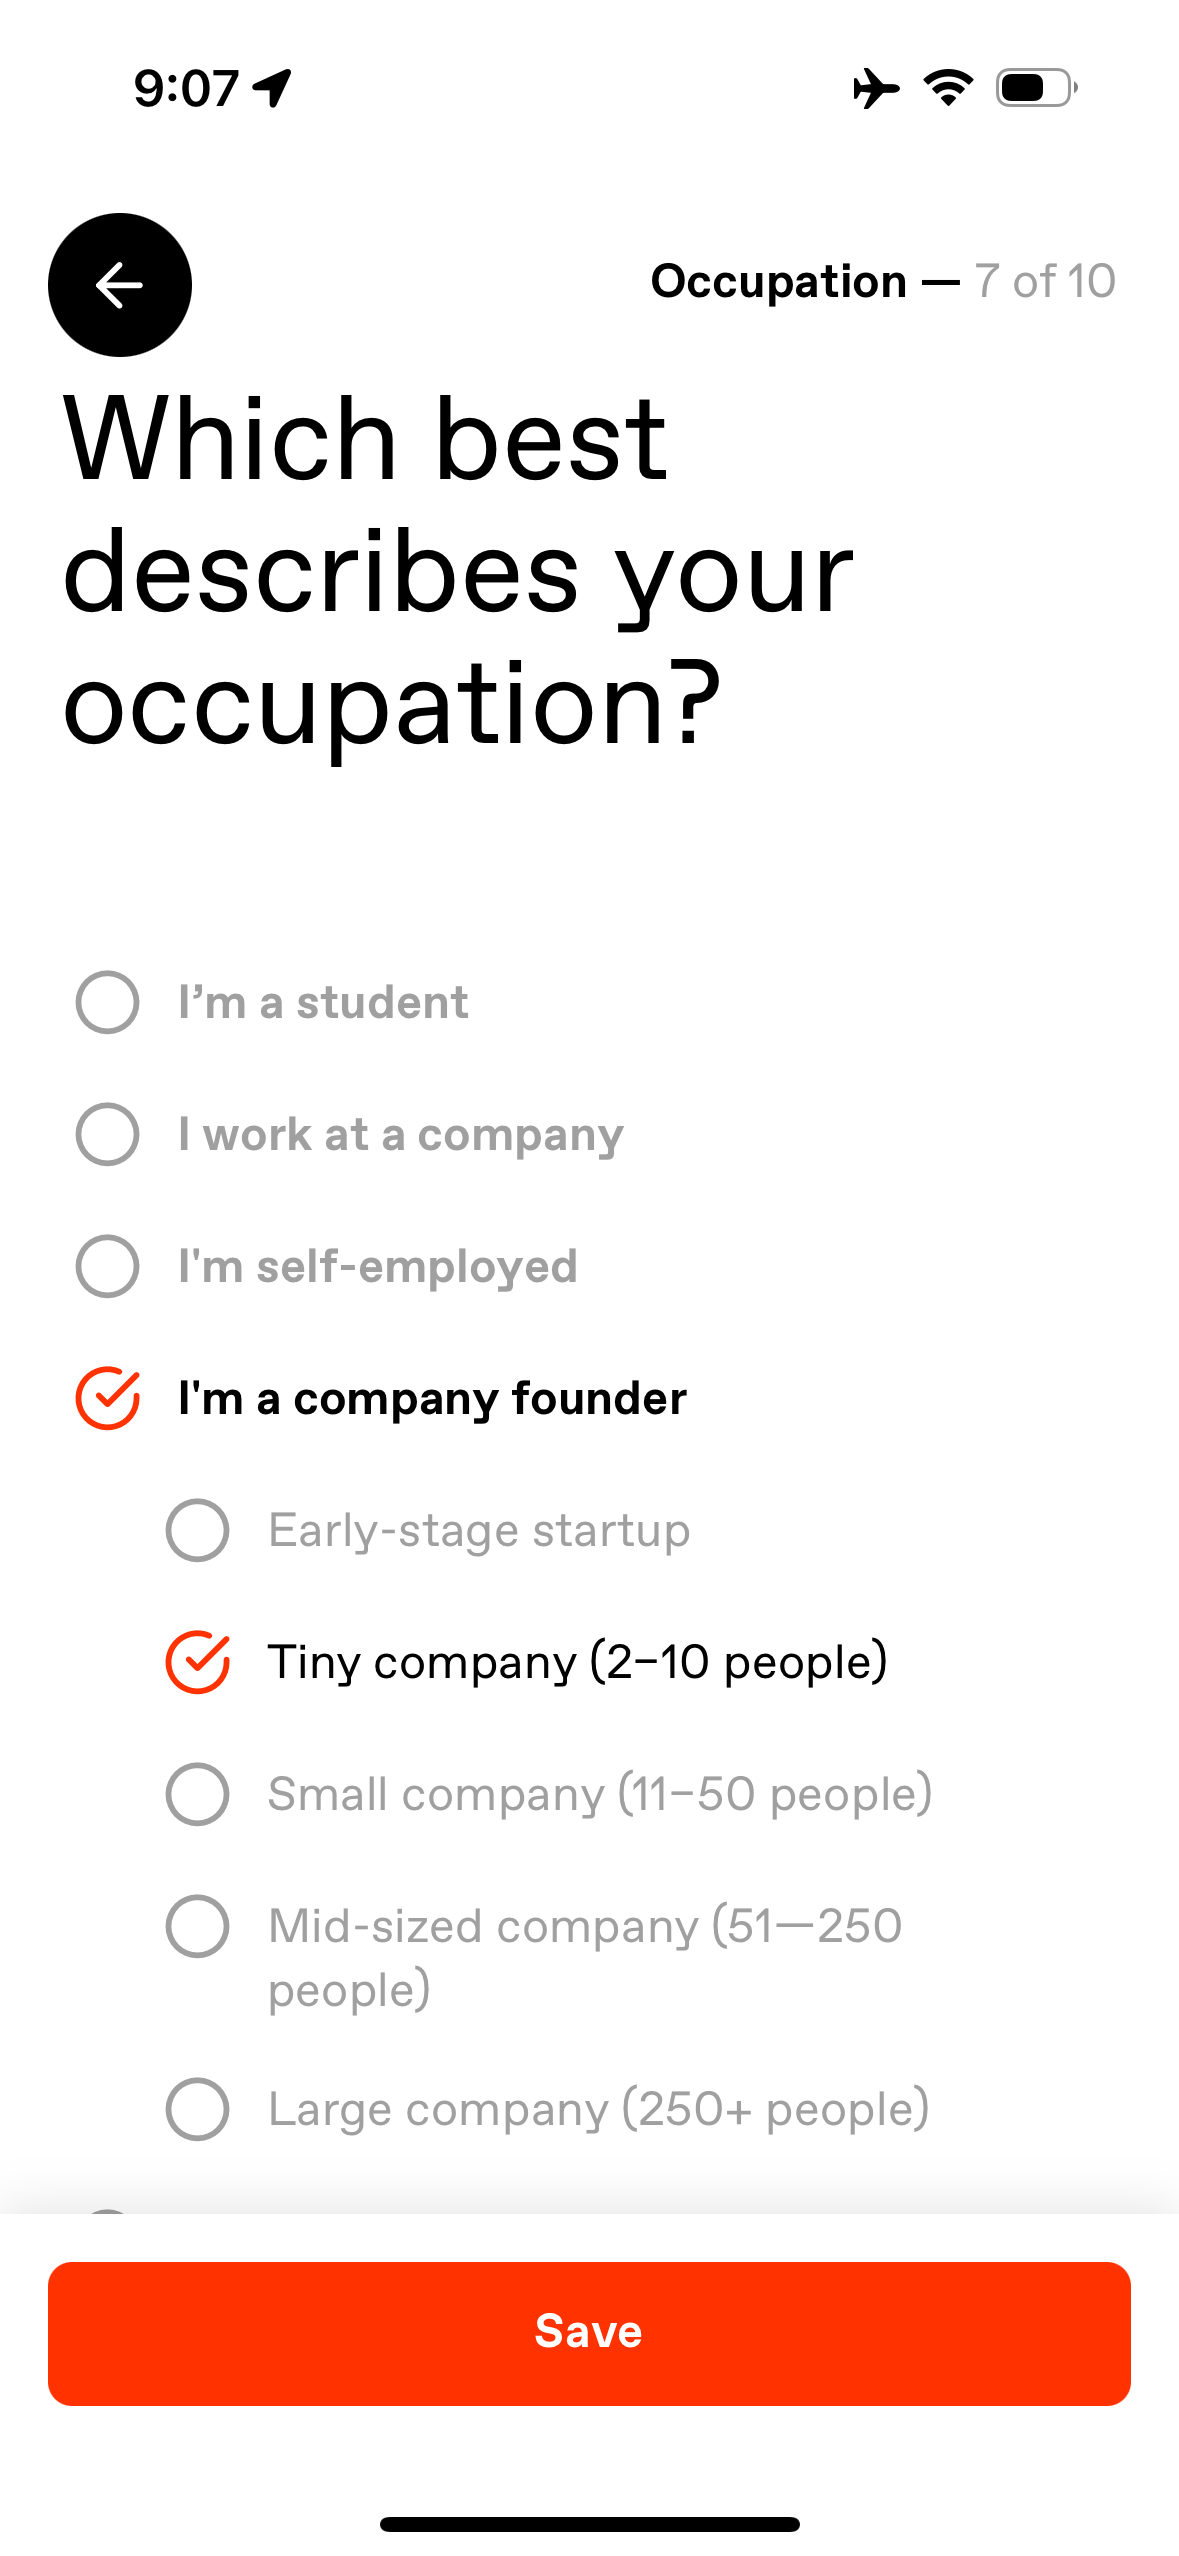 9:07
Occupation — 7 of 10
Which best
describes your
occupation?
I’m a student
I work at a company
I'm self-employed
I'm a company founder
Early-stage startup
Tiny company (2–10 people)
Small company (11–50 people)
Mid-sized company (51—250
people)
Large company (250+ people)
Save